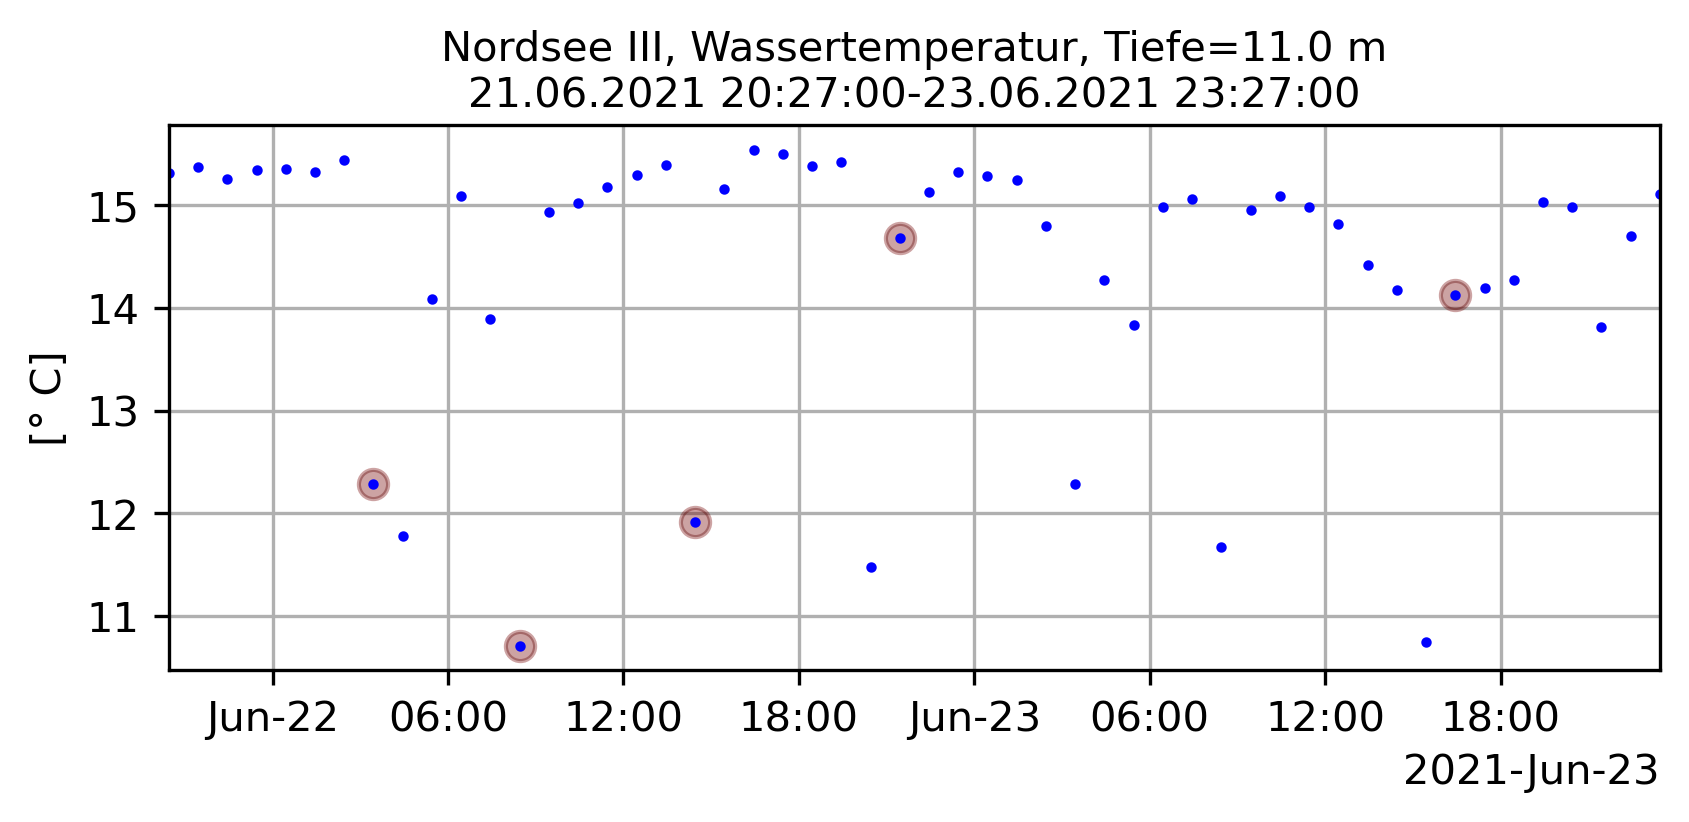 Nordsee III, Wassertemperatur, Tiefe=11.0 m
21.06.2021 20:27:00-23.06.2021 23:27:00
[° C]
15
14
13
12
11
Jun-22 06:00 12:00 18:00 Jun-23 06:00 12:00 18:00
2021-Jun-23